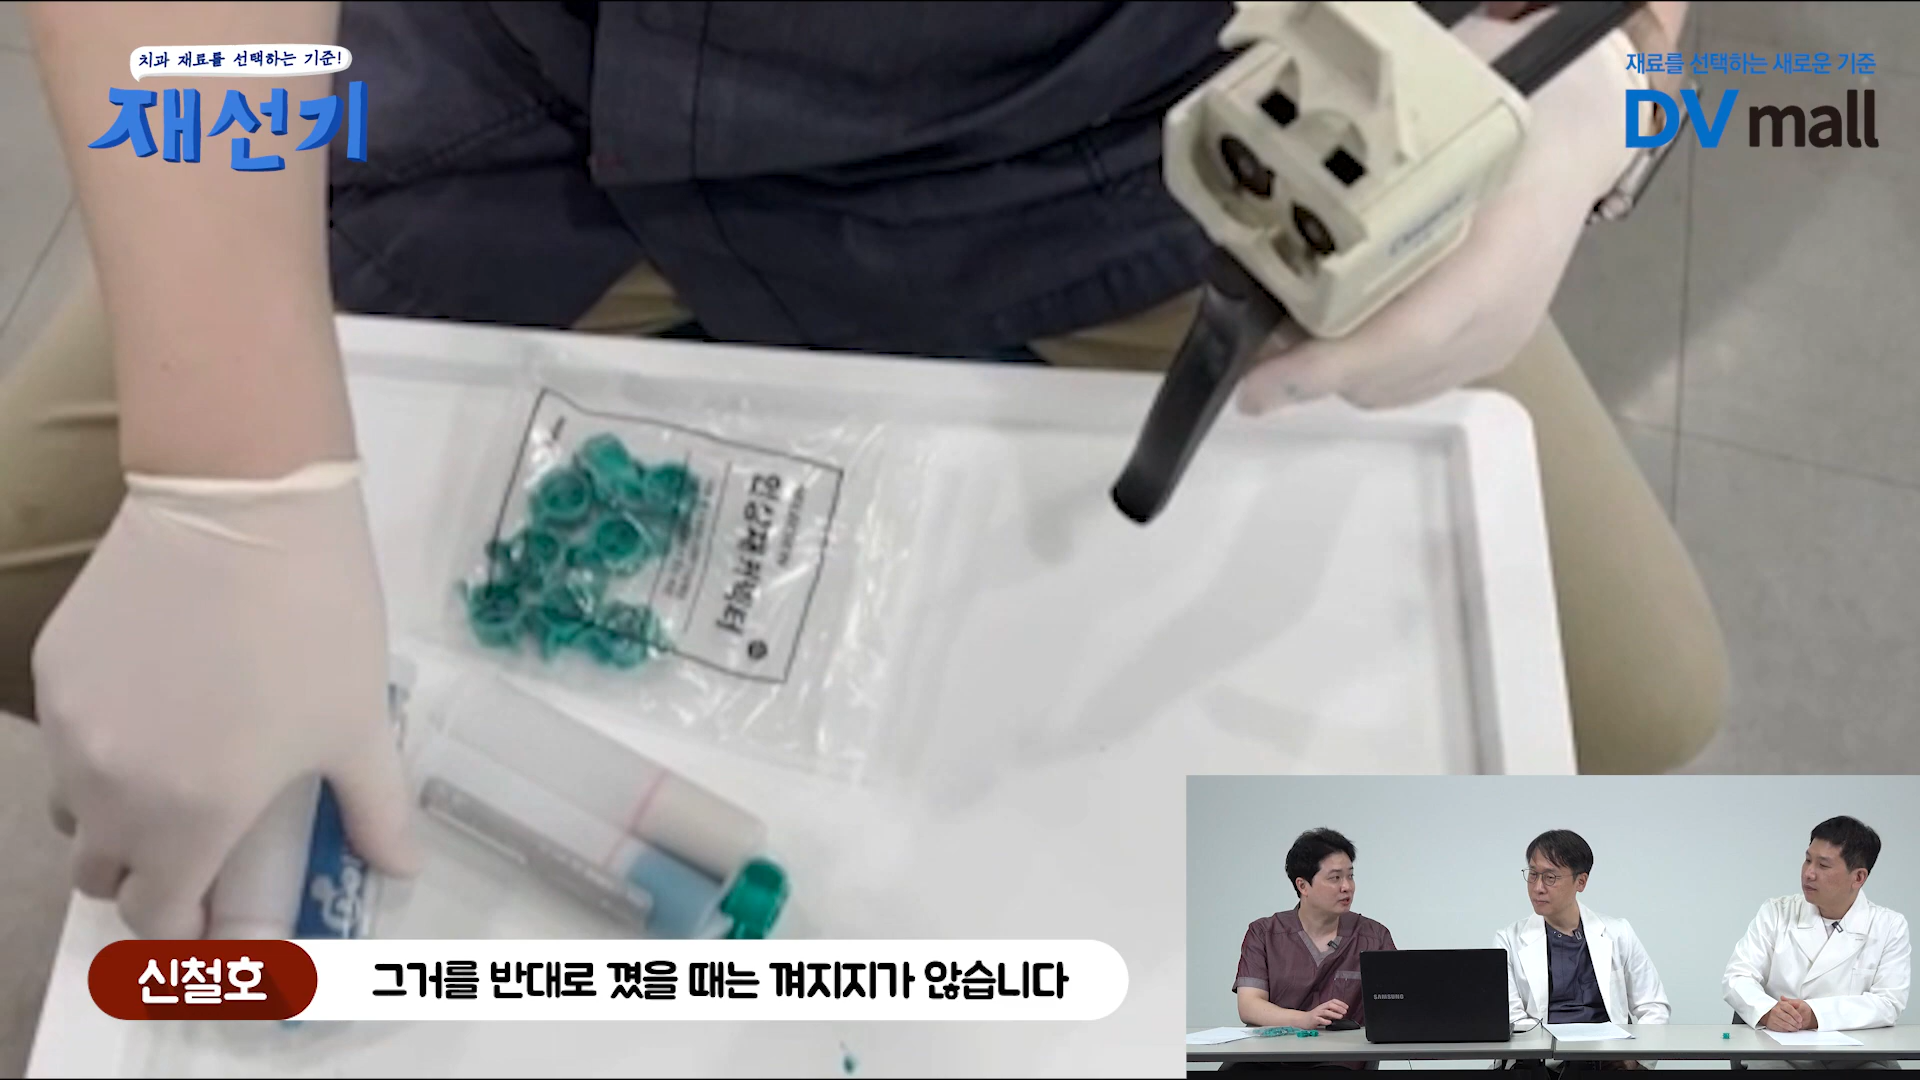 치과 재료를 선택하는 기준!
재선기
재료를 선택하는 새로운 기준
DV mall
인상재커넥터
SAMSUNG
신철호
그거를 반대로 꼈을 때는 껴지지가 않습니다